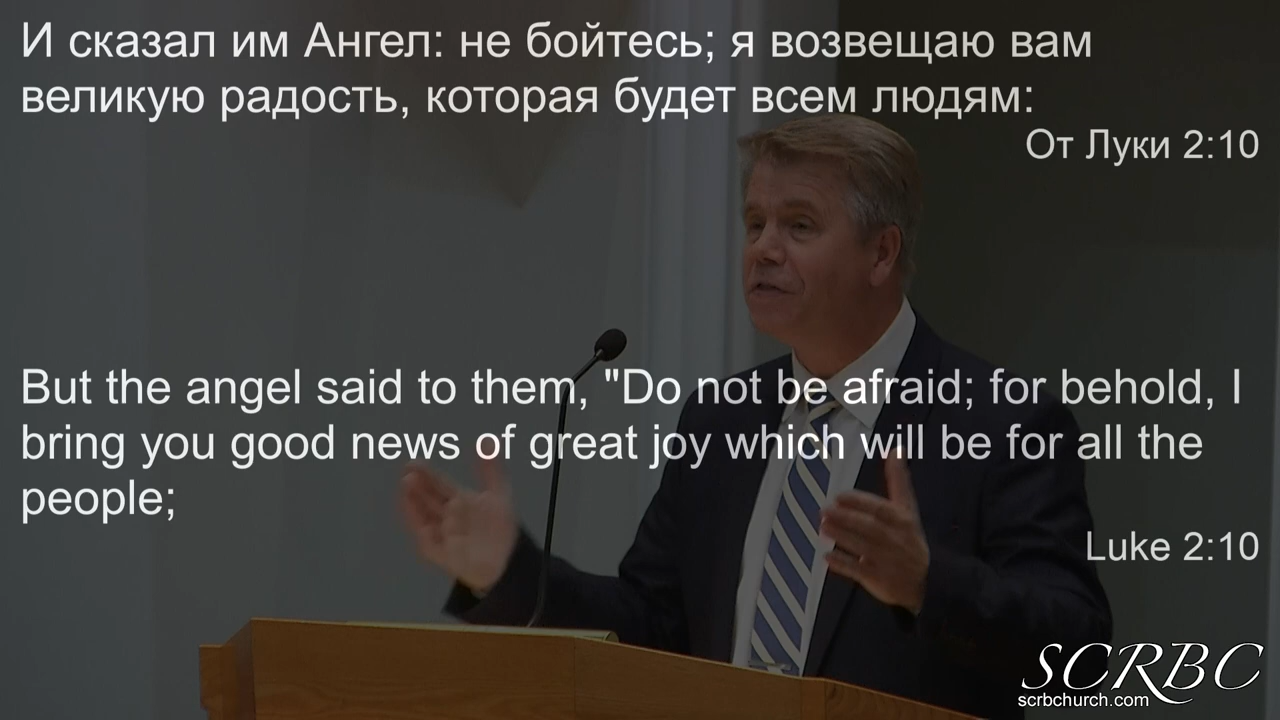 И сказал им Ангел: не бойтесь; я возвещаю вам
великую радость, которая будет всем людям:
От Луки 2:10
But the angel said to them, "Do not be afraid; for behold, I
bring you good news of great joy which will be for all the
people;
Luke 2:10
SCRBC
scrbchurch.com